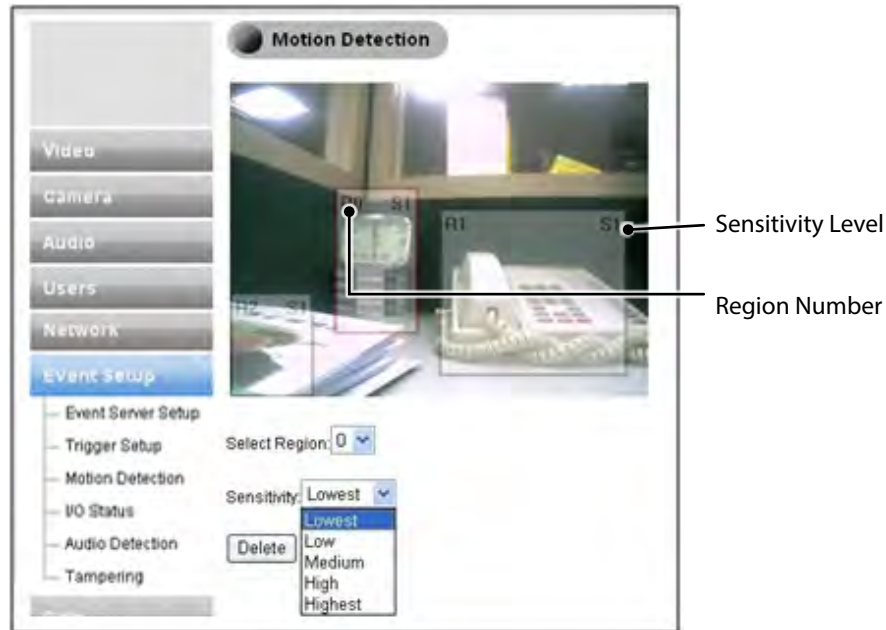 Motion Detection
Video
Camera
Audio
Users
Network
Event Setup
Event Server Setup
Trigger Setup
Motion Detection
I/O Status
Audio Detection
Tampering
R0 S1
R1 S1
R2 S1
Sensitivity Level
Region Number
Select Region: 0
Sensitivity: Lowest
Lowest
Low
Medium
High
Highest
Delete